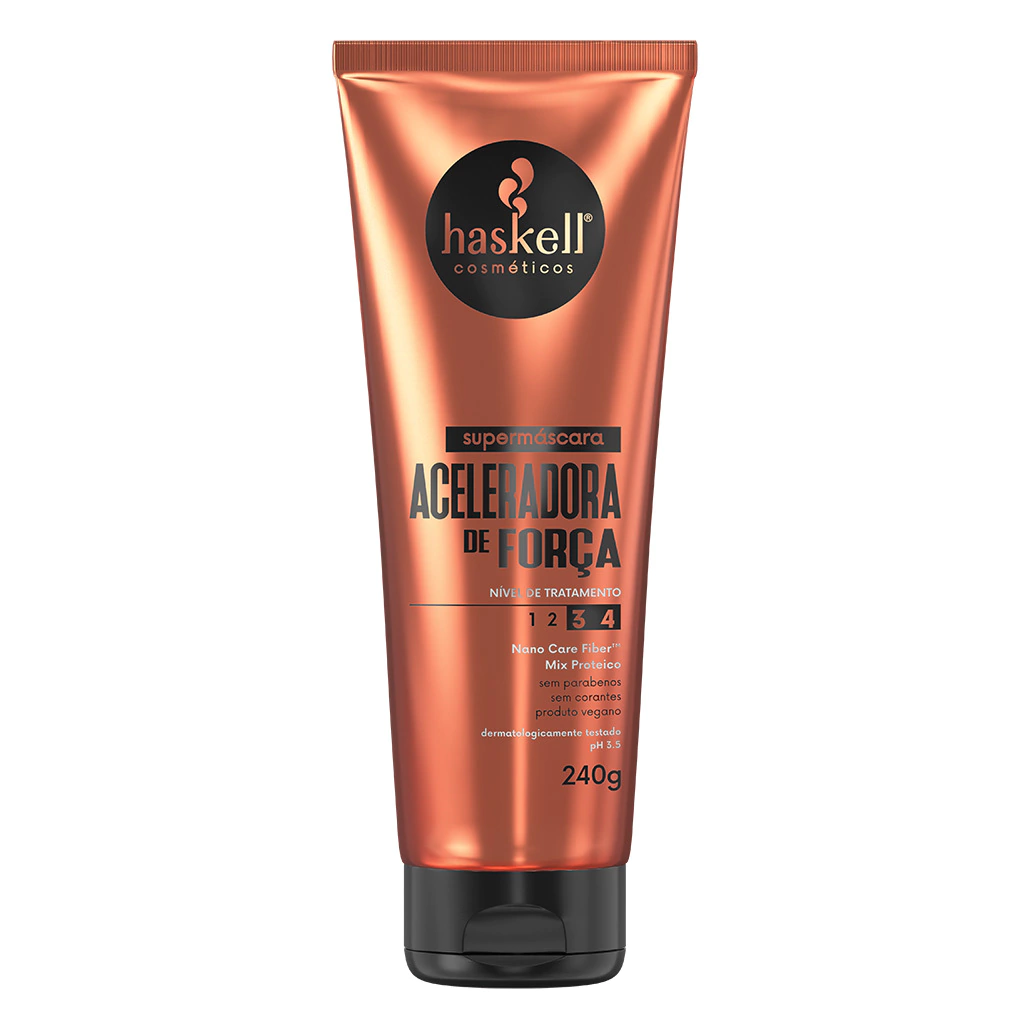 haskell®
cosméticos
supermáscara
ACELERADORA
DE FORÇA
NÍVEL DE TRATAMENTO
1 2 3 4
Nano Care Fiber™
Mix Proteico
sem parabenos
sem corantes
produto vegano
dermatologicamente testado
pH 3.5
240g